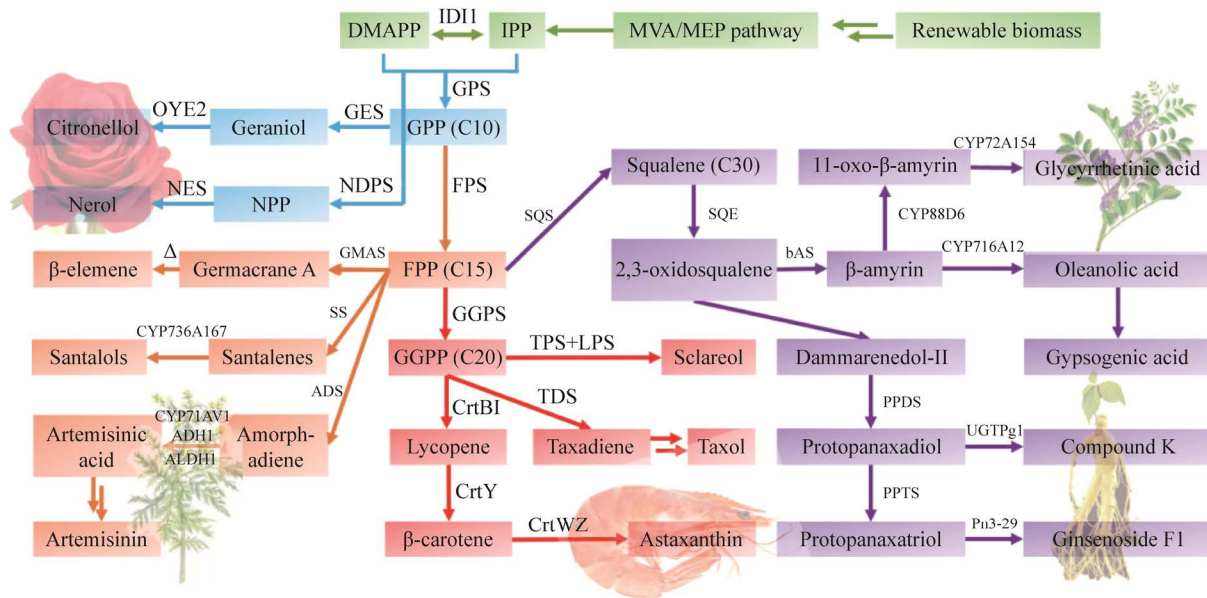 DMAPP
IDI1
IPP
MVA/MEP pathway
Renewable biomass
GPS
OYE2
GES
Citronellol
Geraniol
GPP (C10)
Squalene (C30)
11-oxo-β-amyrin
CYP72A154
Glycyrrhetinic acid
NES
NDPS
FPS
Nerol
NPP
SQS
SQE
CYP88D6
Δ
GMAS
β-elemene
Germacrane A
FPP (C15)
2,3-oxidosqualene
bAS
β-amyrin
CYP716A12
Oleanolic acid
SS
GGPS
CYP736A167
Santalols
Santalenes
GGPP (C20)
TPS+LPS
Sclareol
Dammarenedol-II
Gypsogenic acid
ADS
CrtBI
TDS
PPDS
CYP71AV1
ADH1
ALDH1
Artemisinic
acid
Amorph-
adiene
Lycopene
Taxadiene
Taxol
Protopanaxadiol
UGTPg1
Compound K
CrtY
PPTS
Artemisinin
β-carotene
CrtWZ
Astaxanthin
Protopanaxatriol
Pn3-29
Ginsenoside F1